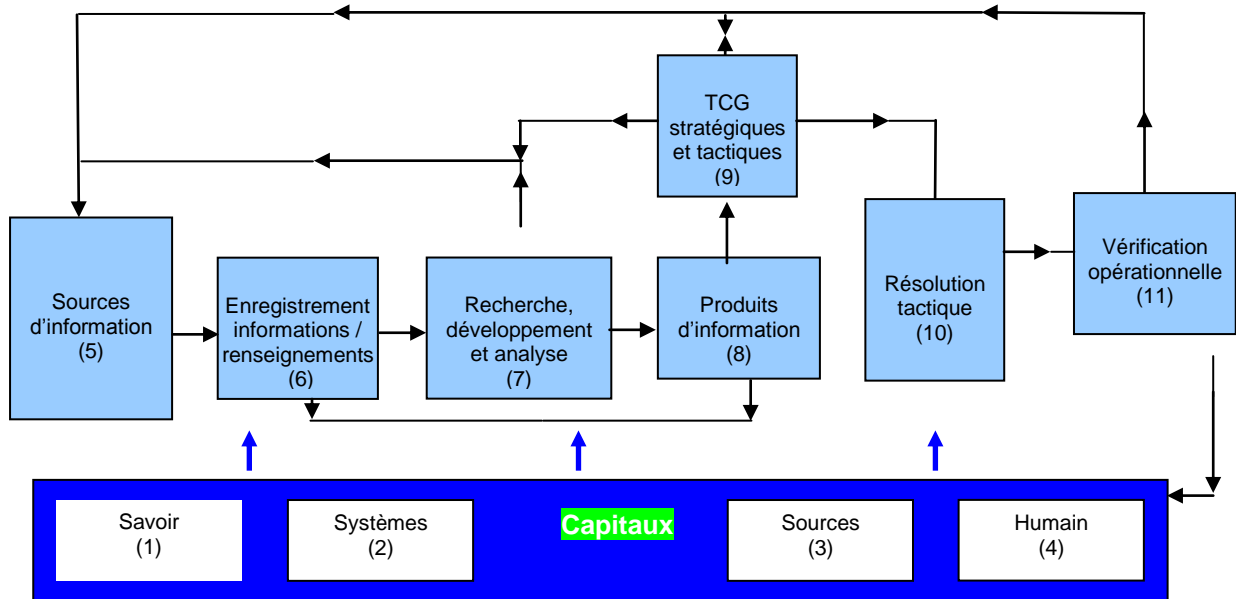 TCG
stratégiques
et tactiques
(9)
Sources
d'information
(5)
Enregistrement
informations /
renseignements
(6)
Recherche,
développement
et analyse
(7)
Produits
d'information
(8)
Résolution
tactique
(10)
Vérification
opérationnelle
(11)
Savoir
(1)
Systèmes
(2)
Capitaux
Sources
(3)
Humain
(4)